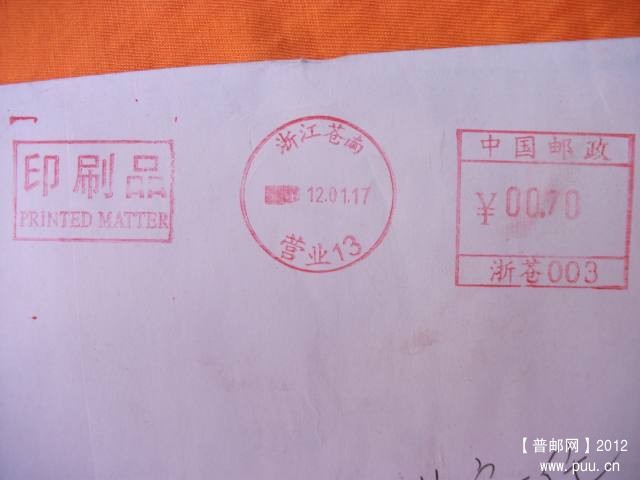 印刷品
PRINTED MATTER
浙江苍南
12.01.17
营业13
中国邮政
¥00.70
浙苍003
【普邮网】2012
www.puu.cn